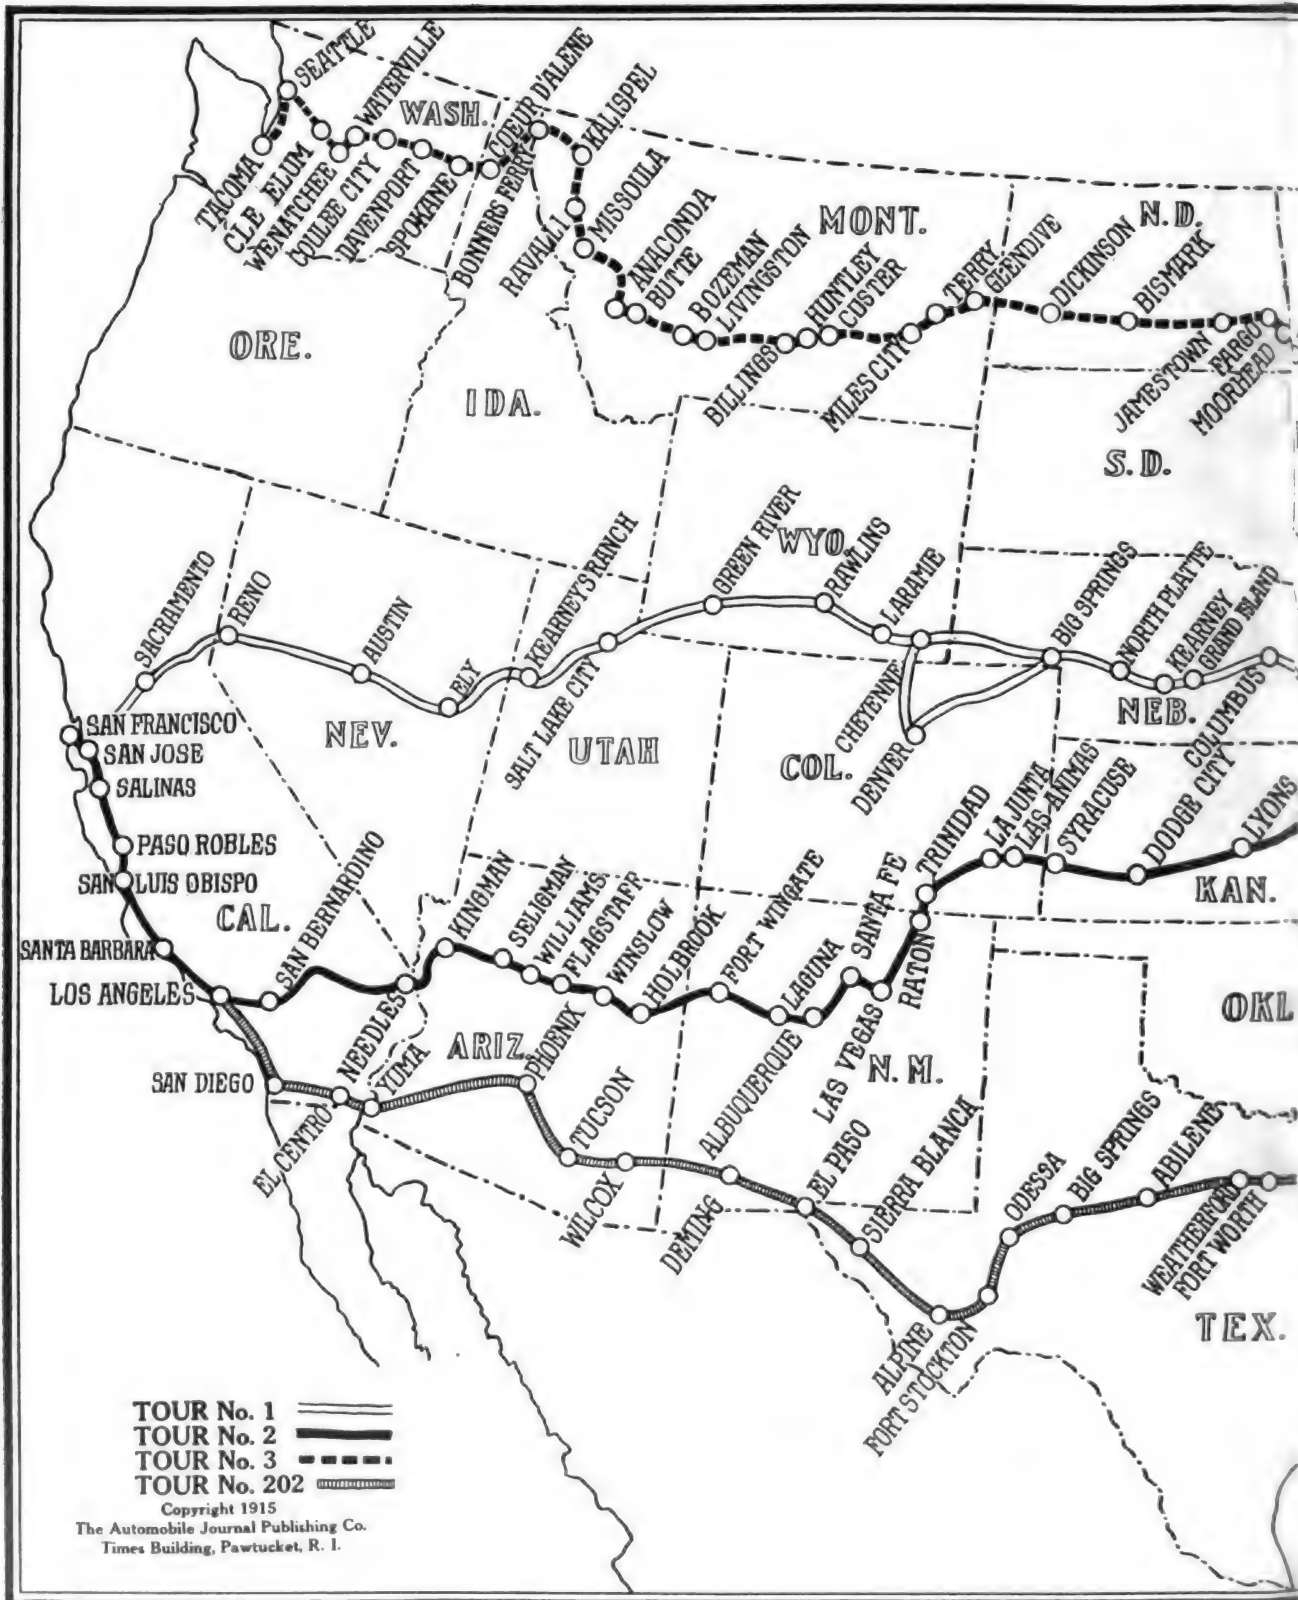 SEATTLE
WATERVILLE
WASH.
COEUR D'ALENE
KALISPEL
TACOMA
CLE ELUM
WENATCHEE
COULEE CITY
DAVENPORT
SPOKANE
BONNERS FERRY
RAVALLI
MISSOULA
ANACONDA
BUTTE
BOZEMAN
LIVINGSTON
MONT.
BILLINGS
HUNTLEY
CUSTER
MILES CITY
TERRY
GLENDIVE
N.D.
DICKINSON
BISMARK
JAMESTOWN
FARGO
MOORHEAD
ORE.
IDA.
S.D.
WYO.
SACRAMENTO
RENO
AUSTIN
ELY
KEARNEY'S RANCH
SALT LAKE CITY
GREEN RIVER
RAWLINS
LARAMIE
CHEYENNE
DENVER
BIG SPRINGS
NORTH PLATTE
KEARNEY
GRAND ISLAND
COLUMBUS
NEB.
NEV.
UTAH
COL.
SAN FRANCISCO
SAN JOSE
SALINAS
PASO ROBLES
SAN LUIS OBISPO
CAL.
SANTA BARBARA
LOS ANGELES
SAN BERNARDINO
NEEDLES
KINGMAN
SELIGMAN
WILLIAMS
FLAGSTAFF
WINSLOW
HOLBROOK
FORT WINGATE
LAGUNA
ALBUQUERQUE
SANTA FE
LAS VEGAS
RATON
TRINIDAD
LA JUNTA
LAS ANIMAS
SYRACUSE
DODGE CITY
LYONS
KAN.
OKL
ARIZ.
N.M.
SAN DIEGO
EL CENTRO
YUMA
PHOENIX
TUCSON
WILCOX
DEMING
EL PASO
SIERRA BLANCA
ALPINE
FORT STOCKTON
ODESSA
BIG SPRINGS
ABILENE
WEATHERFORD
FORT WORTH
TEX.
TOUR No. 1
TOUR No. 2
TOUR No. 3
TOUR No. 202
Copyright 1915
The Automobile Journal Publishing Co.
Times Building, Pawtucket, R. I.